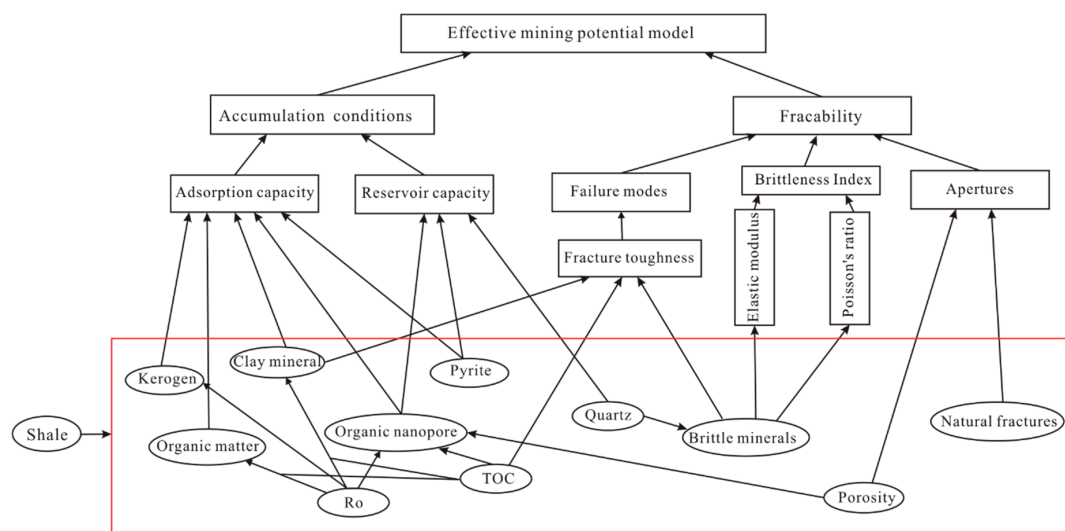 Effective mining potential model
Accumulation conditions
Fracability
Adsorption capacity
Reservoir capacity
Failure modes
Brittleness Index
Apertures
Fracture toughness
Elastic modulus
Poisson's ratio
Clay mineral
Pyrite
Kerogen
Quartz
Natural fractures
Shale
Organic matter
Organic nanopore
Brittle minerals
TOC
Ro
Porosity